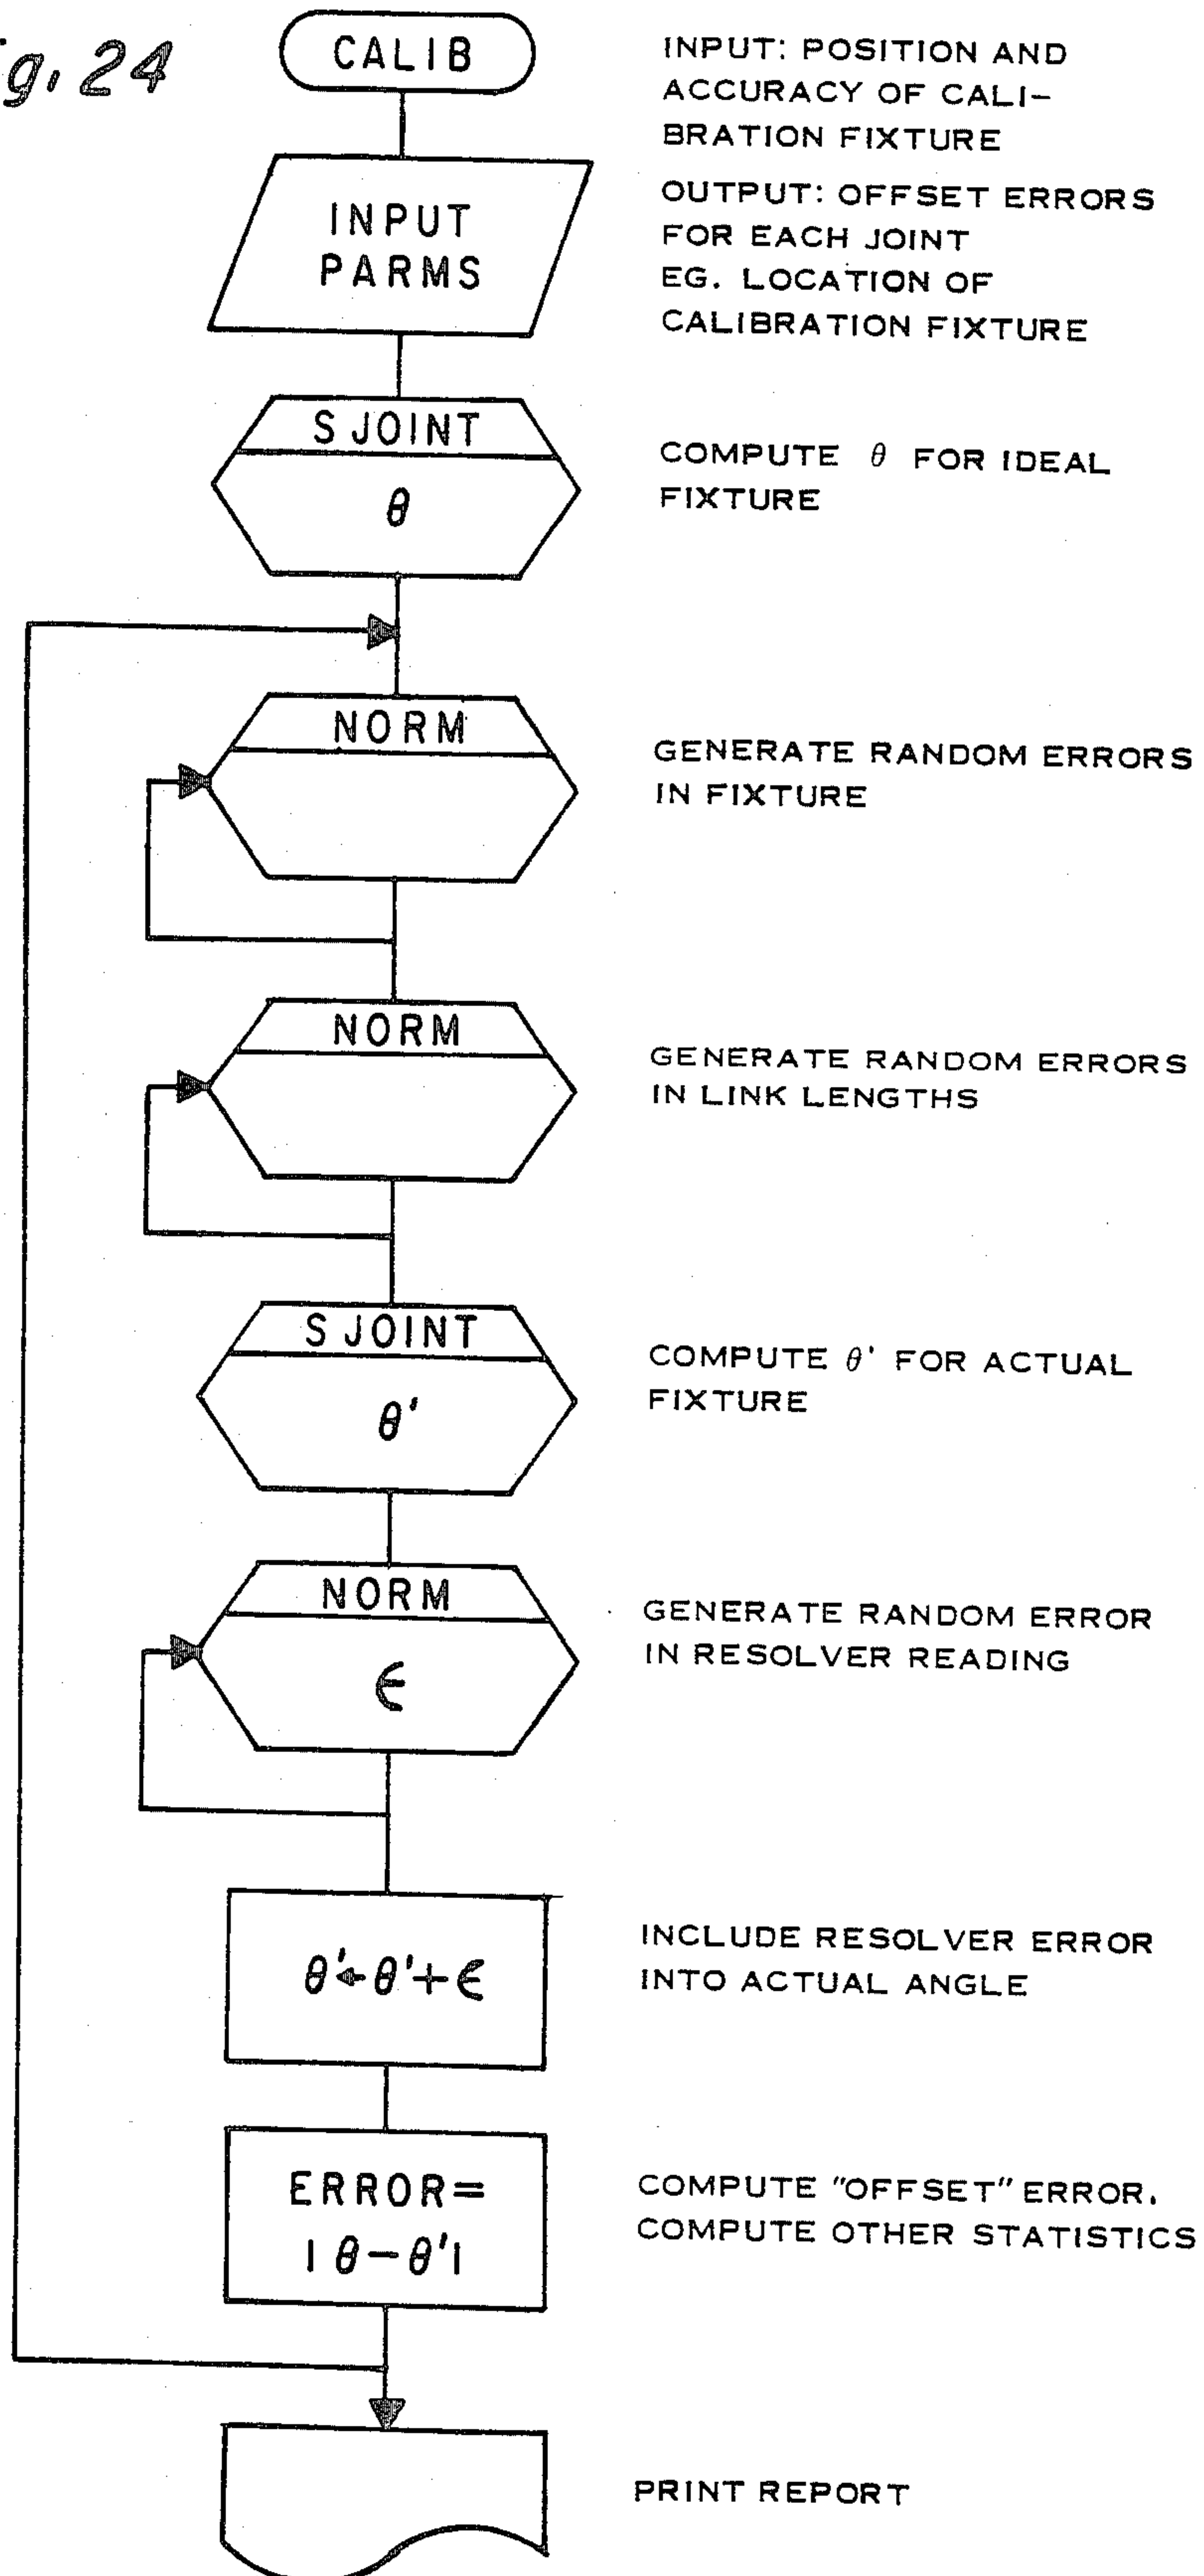 g. 24
CALIB
INPUT: POSITION AND
ACCURACY OF CALI-
BRATION FIXTURE
INPUT
PARMS
OUTPUT: OFFSET ERRORS
FOR EACH JOINT
EG. LOCATION OF
CALIBRATION FIXTURE
S JOINT
θ
COMPUTE θ FOR IDEAL
FIXTURE
NORM
GENERATE RANDOM ERRORS
IN FIXTURE
NORM
GENERATE RANDOM ERRORS
IN LINK LENGTHS
S JOINT
θ'
COMPUTE θ' FOR ACTUAL
FIXTURE
NORM
ϵ
GENERATE RANDOM ERROR
IN RESOLVER READING
θ'←θ'+ϵ
INCLUDE RESOLVER ERROR
INTO ACTUAL ANGLE
ERROR=
|θ-θ'|
COMPUTE "OFFSET" ERROR.
COMPUTE OTHER STATISTICS
PRINT REPORT